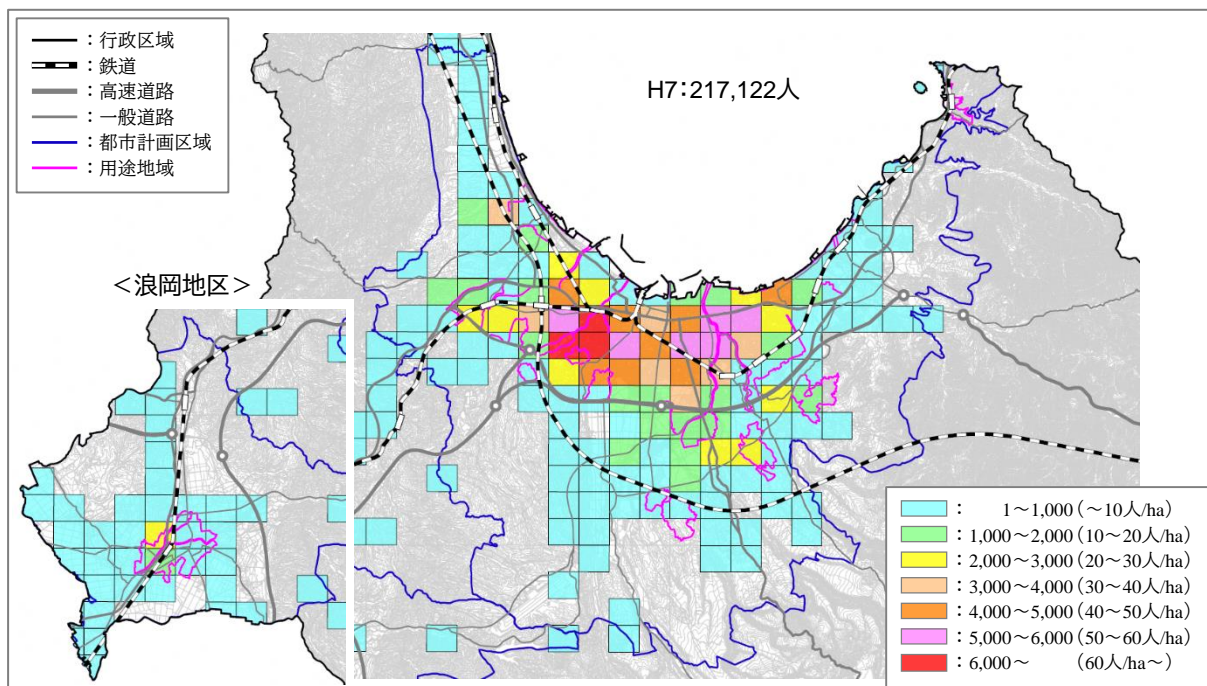 ：行政区域
：鉄道
：高速道路
：一般道路
：都市計画区域
：用途地域
H7：217,122人
＜浪岡地区＞
： 1～1,000（～10人/ha）
：1,000～2,000（10～20人/ha）
：2,000～3,000（20～30人/ha）
：3,000～4,000（30～40人/ha）
：4,000～5,000（40～50人/ha）
：5,000～6,000（50～60人/ha）
：6,000～ （60人/ha～）